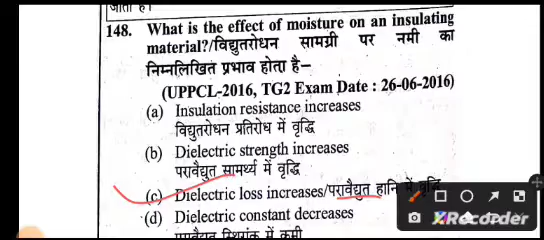 जाता है।
148. What is the effect of moisture on an insulating
material?/विद्युतरोधन सामग्री पर नमी का
निम्नलिखित प्रभाव होता है–
(UPPCL-2016, TG2 Exam Date : 26-06-2016)
(a) Insulation resistance increases
विद्युतरोधन प्रतिरोध में वृद्धि
(b) Dielectric strength increases
परावैद्युत सामर्थ्य में वृद्धि
(c) Dielectric loss increases/परावैद्युत हानि में वृद्धि
(d) Dielectric constant decreases
परावैद्युत स्थिरांक में कमी
XRecorder